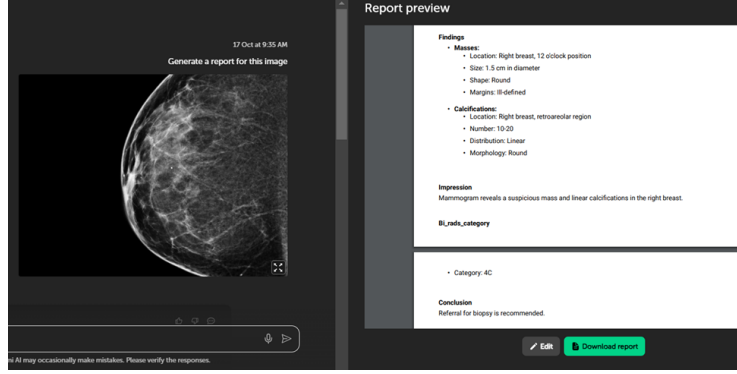 17 Oct at 9:35 AM
Generate a report for this image
ni AI may occasionally make mistakes. Please verify the responses.
Report preview
Findings
• Masses:
• Location: Right breast, 12 o'clock position
• Size: 1.5 cm in diameter
• Shape: Round
• Margins: Ill-defined
• Calcifications:
• Location: Right breast, retroareolar region
• Number: 10-20
• Distribution: Linear
• Morphology: Round
Impression
Mammogram reveals a suspicious mass and linear calcifications in the right breast.
Bi_rads_category
• Category: 4C
Conclusion
Referral for biopsy is recommended.
Edit
Download report